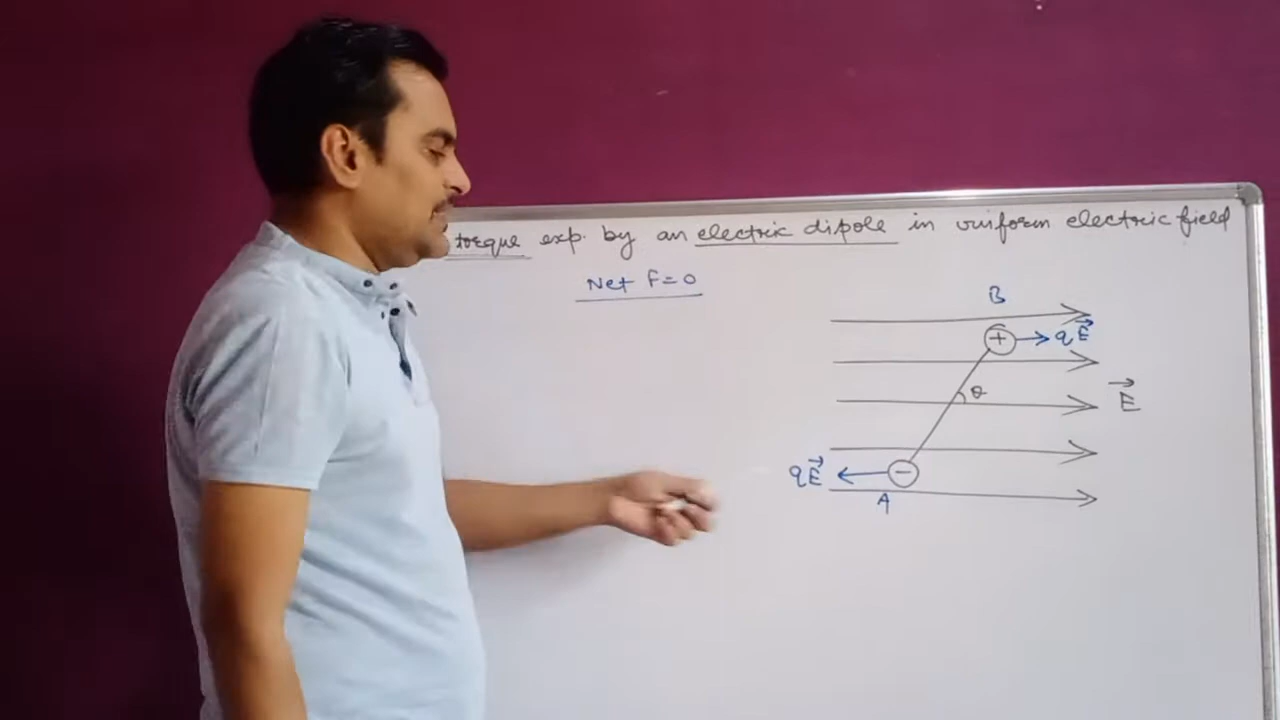 torque exp. by an electric dipole in uniform electric field
Net F = 0
B
+ → qE⃗
θ
E⃗
qE⃗ ← −
A